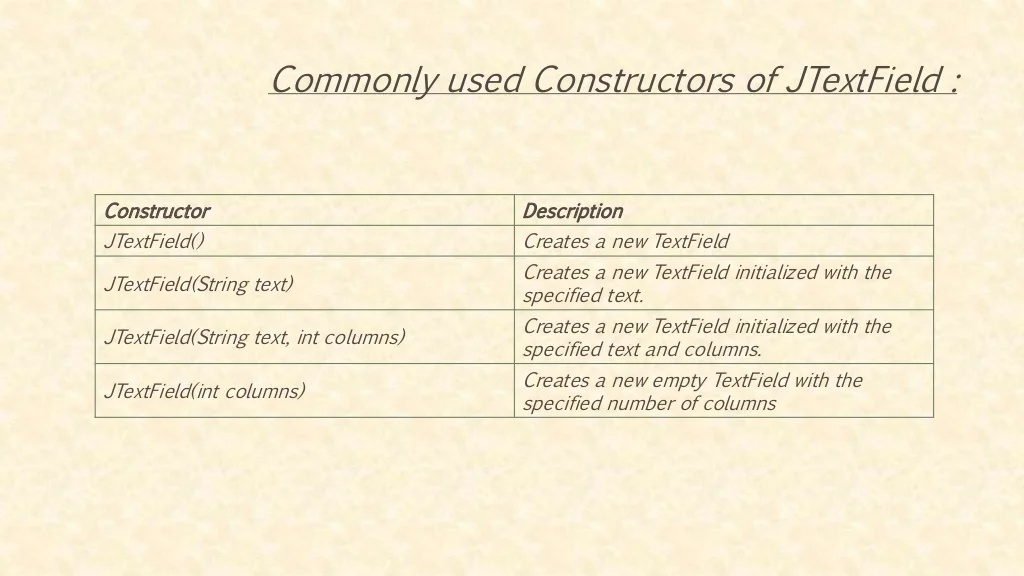 Commonly used Constructors of JTextField :
Constructor
Description
JTextField()
Creates a new TextField
JTextField(String text)
Creates a new TextField initialized with the
specified text.
JTextField(String text, int columns)
Creates a new TextField initialized with the
specified text and columns.
JTextField(int columns)
Creates a new empty TextField with the
specified number of columns